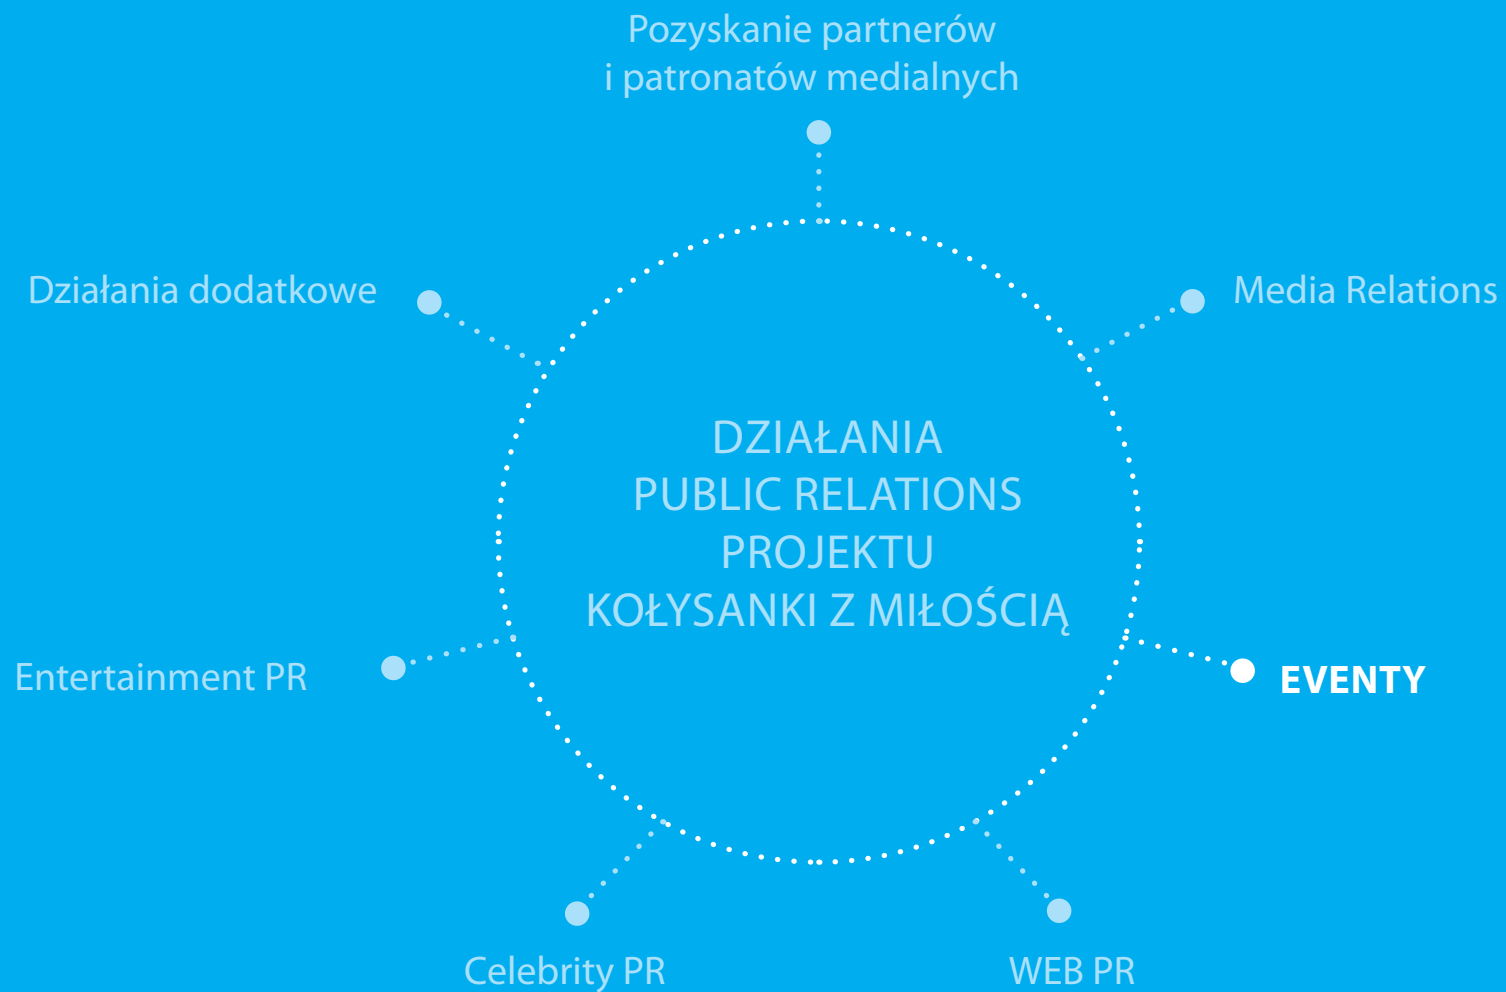 Pozyskanie partnerów
i patronatów medialnych
Działania dodatkowe
Media Relations
DZIAŁANIA
PUBLIC RELATIONS
PROJEKTU
KOŁYSANKI Z MIŁOŚCIĄ
Entertainment PR
EVENTY
Celebrity PR
WEB PR